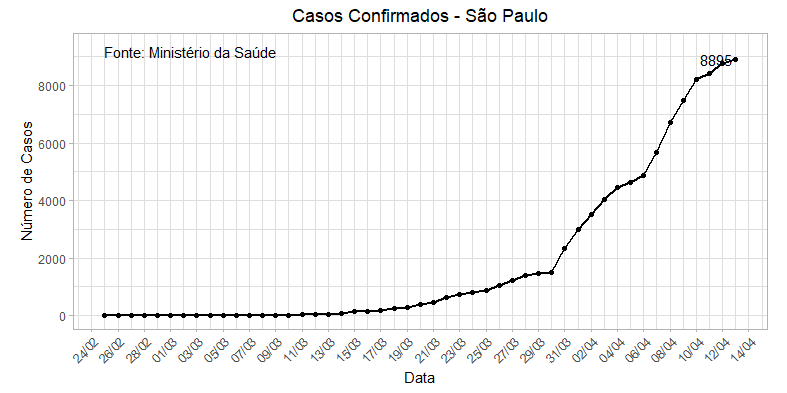 Casos Confirmados - São Paulo
Fonte: Ministério da Saúde
8895
8000
6000
4000
2000
0
Número de Casos
24/02 26/02 28/02 01/03 03/03 05/03 07/03 09/03 11/03 13/03 15/03 17/03 19/03 21/03 23/03 25/03 27/03 29/03 31/03 02/04 04/04 06/04 08/04 10/04 12/04 14/04
Data